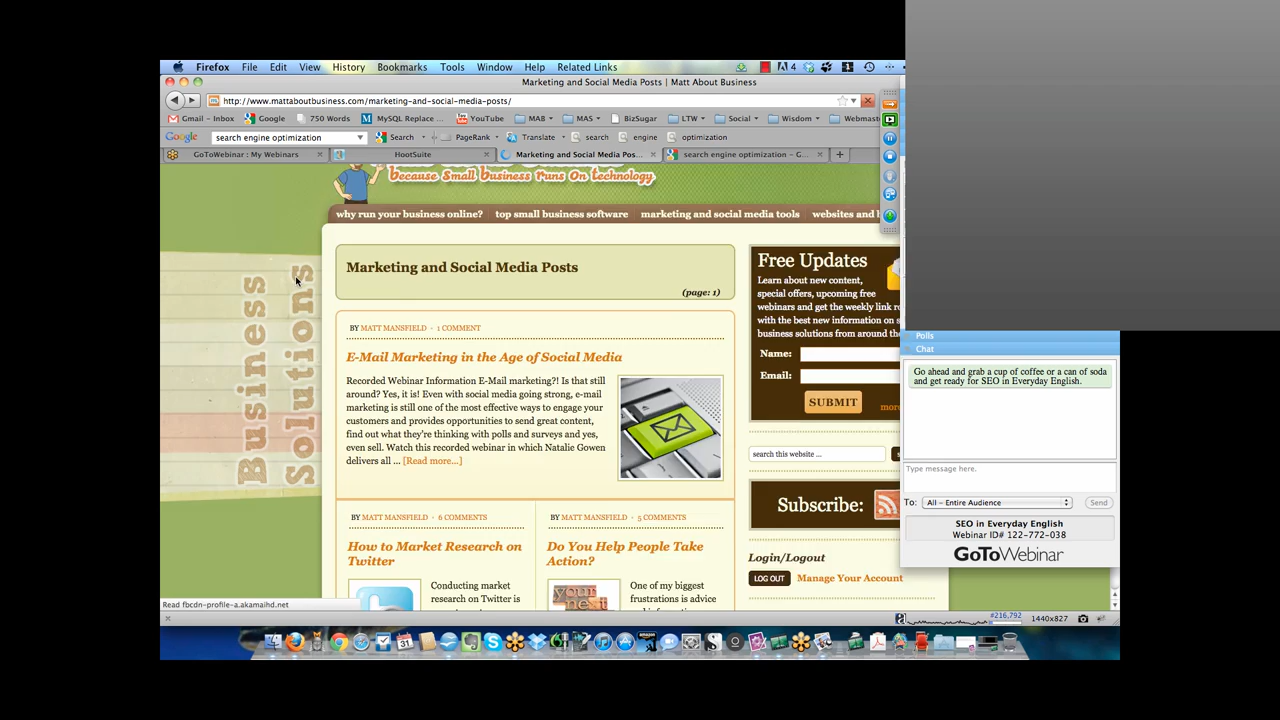 Firefox File Edit View History Bookmarks Tools Window Help Related Links
4
Marketing and Social Media Posts | Matt About Business
http://www.mattaboutbusiness.com/marketing-and-social-media-posts/
Gmail - Inbox Google 750 Words MySQL Replace ... YouTube MAB MAS BizSugar LTW Social Wisdom Webmast
Google search engine optimization Search PageRank Translate search engine optimization
GoToWebinar : My Webinars HootSuite Marketing and Social Media Pos... search engine optimization - G...
because small business runs on technology
why run your business online? top small business software marketing and social media tools websites and b
Business
Solutions
Marketing and Social Media Posts
(page: 1)
BY MATT MANSFIELD · 1 COMMENT
E-Mail Marketing in the Age of Social Media
Recorded Webinar Information E-Mail marketing?! Is that still
around? Yes, it is! Even with social media going strong, e-mail
marketing is still one of the most effective ways to engage your
customers and provides opportunities to send great content,
find out what they're thinking with polls and surveys and yes,
even sell. Watch this recorded webinar in which Natalie Gowen
delivers all ... [Read more...]
BY MATT MANSFIELD · 6 COMMENTS
How to Market Research on
Twitter
Conducting market
research on Twitter is
BY MATT MANSFIELD · 5 COMMENTS
Do You Help People Take
Action?
your
next
One of my biggest
frustrations is advice
Free Updates
Learn about new content,
special offers, upcoming free
webinars and get the weekly link r
with the best new information on s
business solutions from around the
Name:
Email:
SUBMIT
more
search this website ...
Subscribe:
Login/Logout
LOG OUT Manage Your Account
Polls
Chat
Go ahead and grab a cup of coffee or a can of soda
and get ready for SEO in Everyday English.
Type message here.
To: All - Entire Audience Send
SEO in Everyday English
Webinar ID# 122-772-038
GoToWebinar
Read fbcdn-profile-a.akamaihd.net
#216,792 1440x827
31
amazon